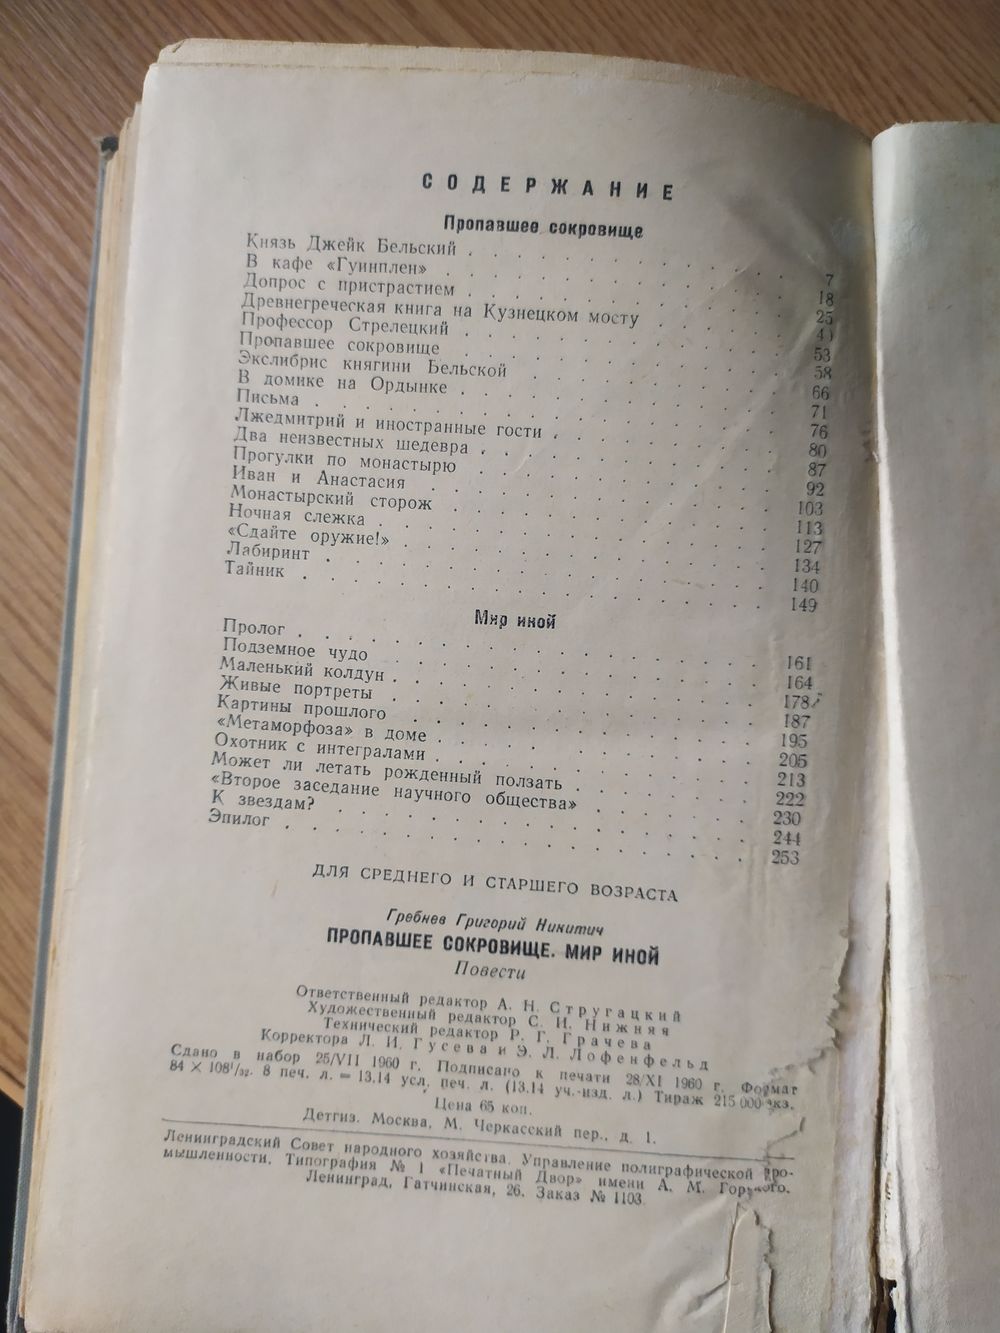 СОДЕРЖАНИЕ
Пропавшее сокровище
Князь Джейк Бельский . . . 7
В кафе «Гуинплен» . . . 18
Допрос с пристрастием . . . 25
Древнегреческая книга на Кузнецком мосту . . . 41
Профессор Стрелецкий . . . 53
Пропавшее сокровище . . . 58
Экслибрис княгини Бельской . . . 66
В домике на Ордынке . . . 71
Письма . . . 76
Лжедмитрий и иностранные гости . . . 80
Два неизвестных шедевра . . . 87
Прогулки по монастырю . . . 92
Иван и Анастасия . . . 103
Монастырский сторож . . . 113
Ночная слежка . . . 127
«Сдайте оружие!» . . . 134
Лабиринт . . . 140
Тайник . . . 149
Мир иной
Пролог . . . 161
Подземное чудо . . . 164
Маленький колдун . . . 178
Живые портреты . . . 187
Картины прошлого . . . 195
«Метаморфоза» в доме . . . 205
Охотник с интегралами . . . 213
Может ли летать рожденный ползать . . . 222
«Второе заседание научного общества» . . . 230
К звездам? . . . 244
Эпилог . . . 253
ДЛЯ СРЕДНЕГО И СТАРШЕГО ВОЗРАСТА
Гребнев Григорий Никитич
ПРОПАВШЕЕ СОКРОВИЩЕ. МИР ИНОЙ
Повести
Ответственный редактор А. Н. Стругацкий
Художественный редактор С. И. Нижняя
Технический редактор Р. Г. Грачева
Корректора Л. И. Гусева и Э. Л. Лофенфельд
Сдано в набор 25/VII 1960 г. Подписано к печати 28/XI 1960 г. Формат
84 × 108¹/₃₂. 8 печ. л. = 13,14 усл. печ. л. (13,14 уч.-изд. л.) Тираж 215 000 экз.
Цена 65 коп.
Детгиз. Москва, М. Черкасский пер., д. 1.
Ленинградский Совет народного хозяйства. Управление полиграфической про-
мышленности. Типография № 1 «Печатный Двор» имени А. М. Горького.
Ленинград, Гатчинская, 26. Заказ № 1103